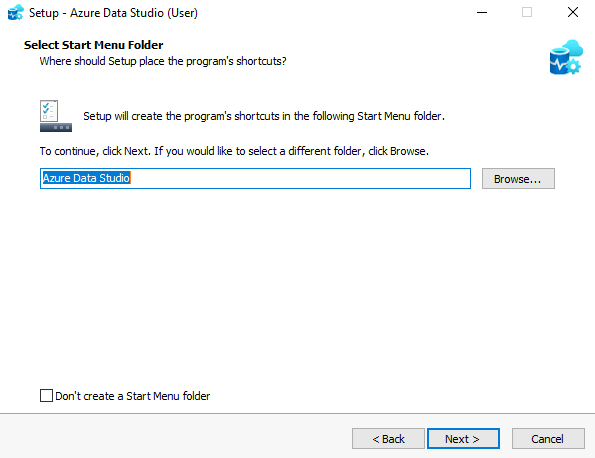 Setup - Azure Data Studio (User)
Select Start Menu Folder
Where should Setup place the program's shortcuts?
Setup will create the program's shortcuts in the following Start Menu folder.
To continue, click Next. If you would like to select a different folder, click Browse.
Azure Data Studio
Browse...
Don't create a Start Menu folder
< Back
Next >
Cancel